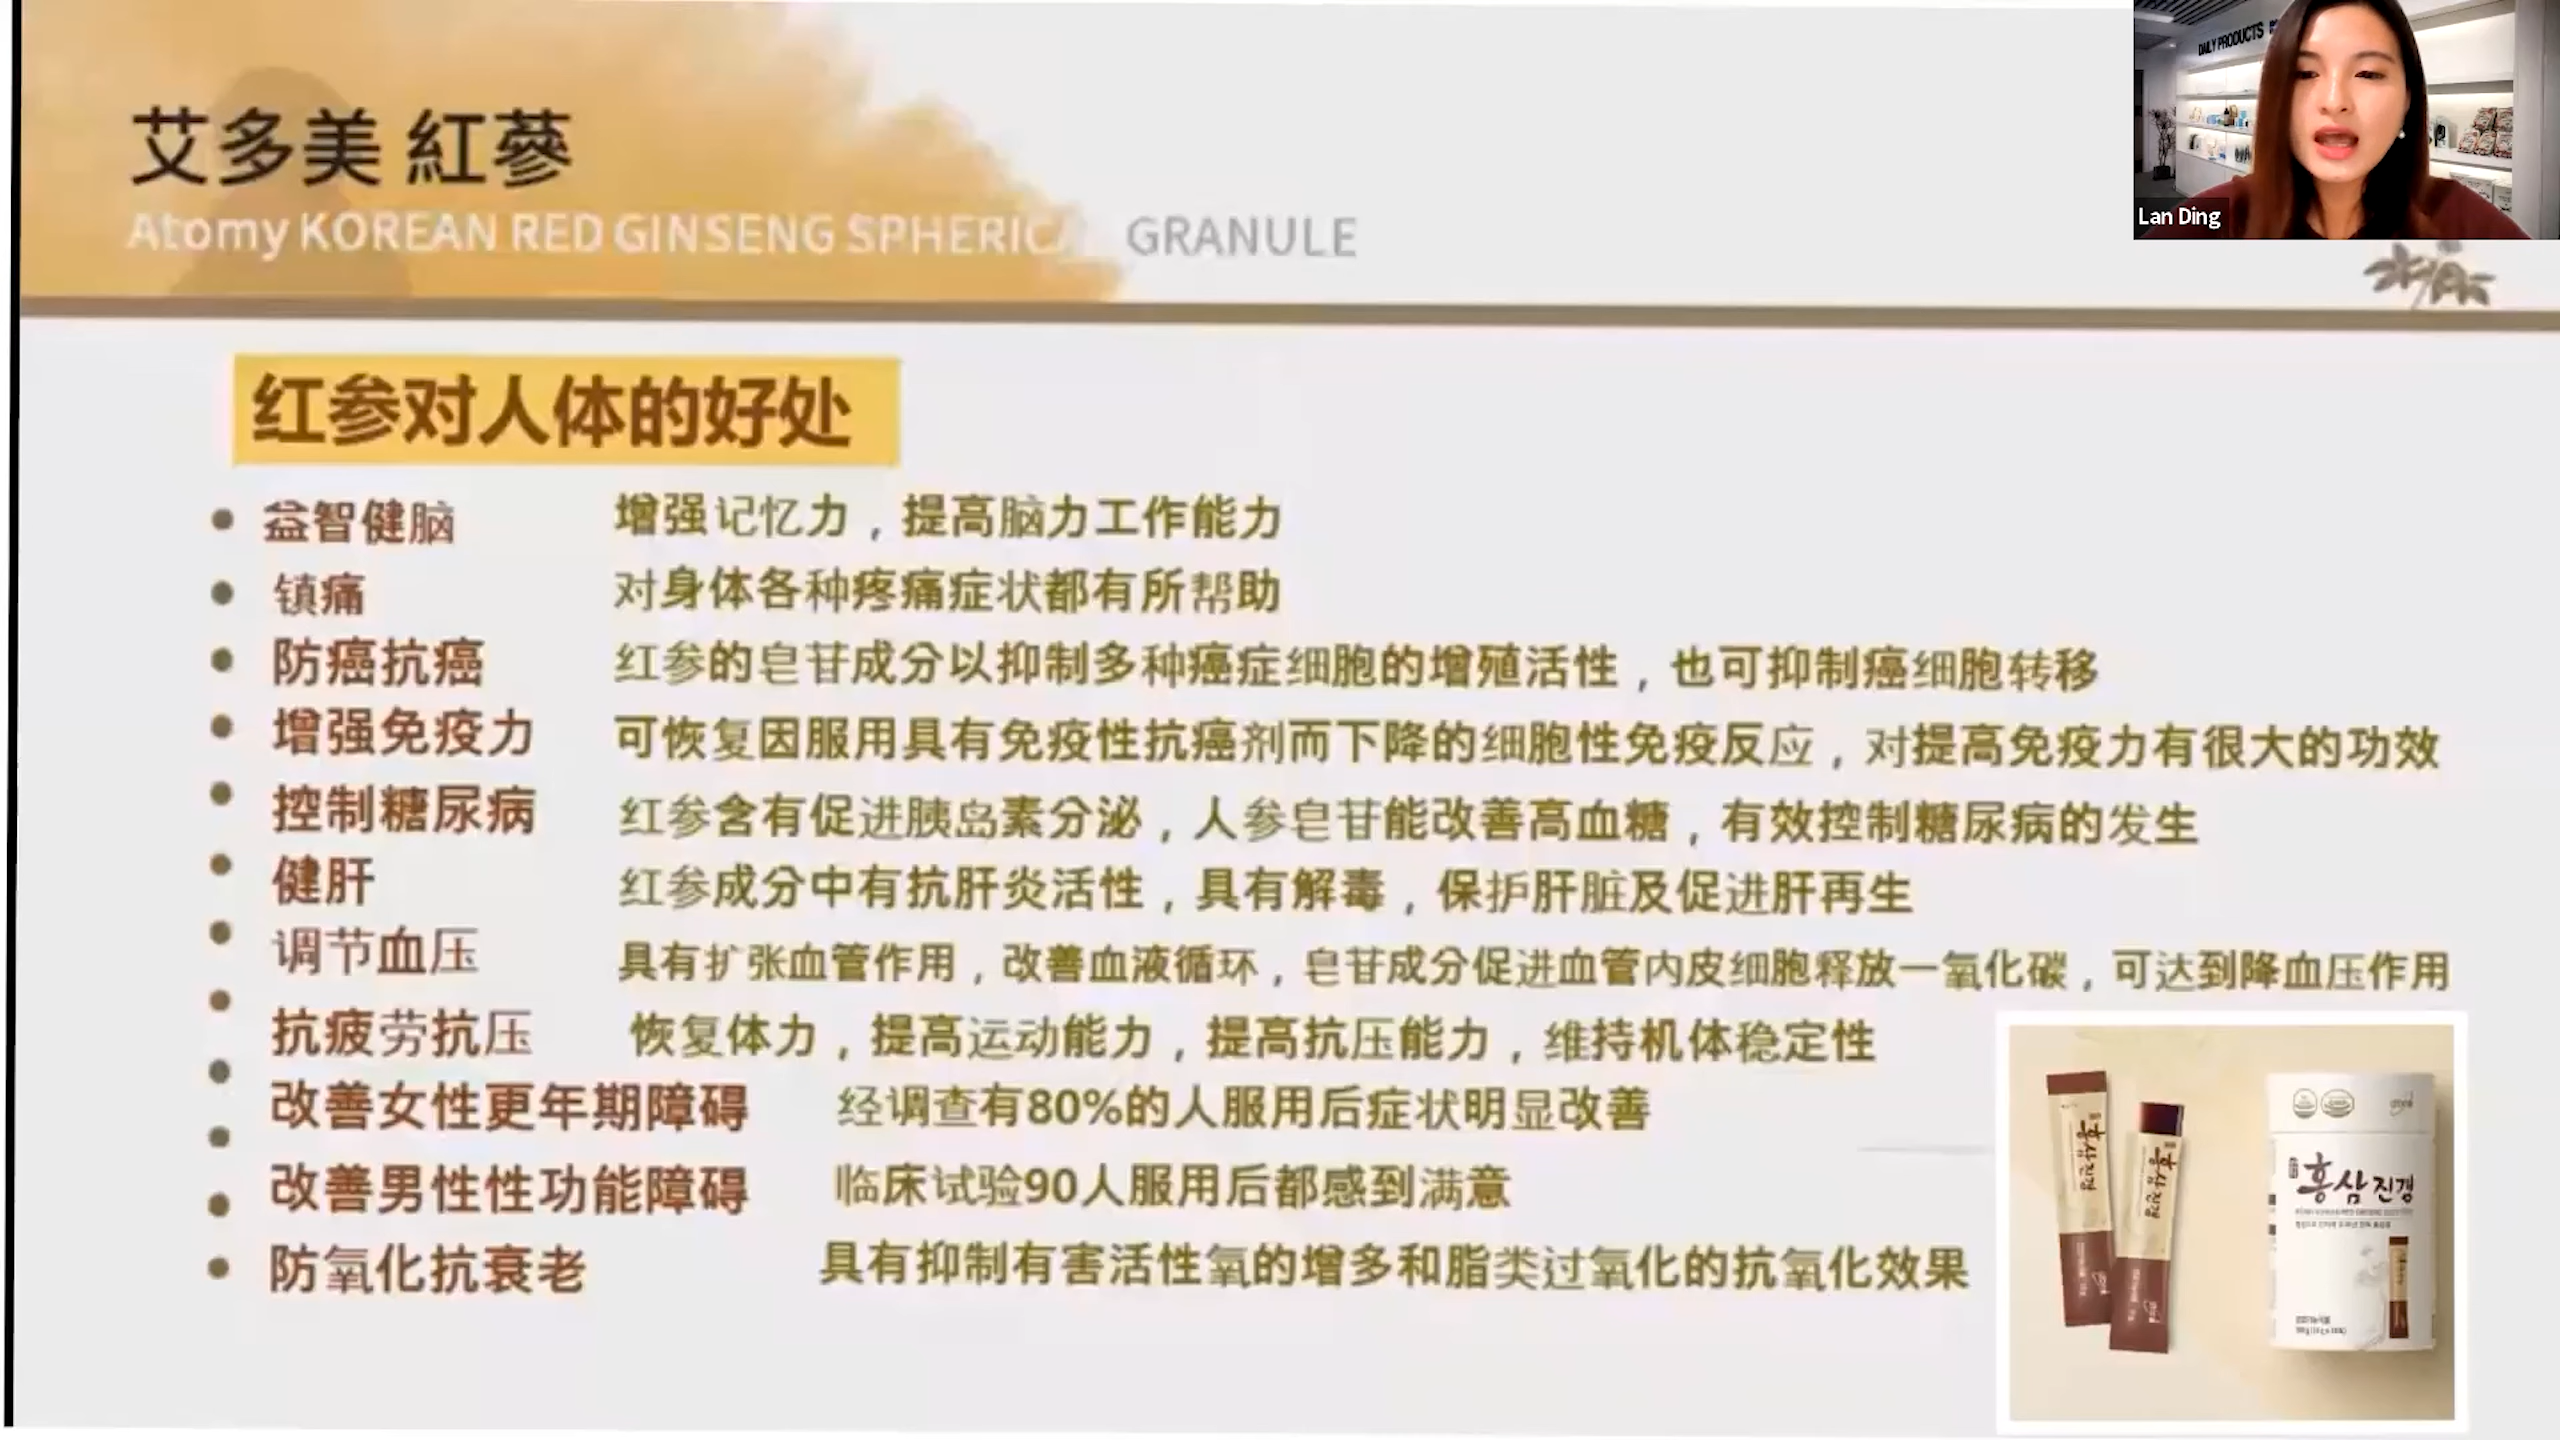 艾多美 紅蔘
Atomy KOREAN RED GINSENG SPHERICAL GRANULE
DAILY PRODUCTS
Lan Ding
红参对人体的好处
益智健脑 增强记忆力，提高脑力工作能力
镇痛 对身体各种疼痛症状都有所帮助
防癌抗癌 红参的皂苷成分以抑制多种癌症细胞的增殖活性，也可抑制癌细胞转移
增强免疫力 可恢复因服用具有免疫性抗癌剂而下降的细胞性免疫反应，对提高免疫力有很大的功效
控制糖尿病 红参含有促进胰岛素分泌，人参皂苷能改善高血糖，有效控制糖尿病的发生
健肝 红参成分中有抗肝炎活性，具有解毒，保护肝脏及促进肝再生
调节血压 具有扩张血管作用，改善血液循环，皂苷成分促进血管内皮细胞释放一氧化碳，可达到降血压作用
抗疲劳抗压 恢复体力，提高运动能力，提高抗压能力，维持机体稳定性
改善女性更年期障碍 经调查有80%的人服用后症状明显改善
改善男性性功能障碍 临床试验90人服用后都感到满意
防氧化抗衰老 具有抑制有害活性氧的增多和脂类过氧化的抗氧化效果
홍삼진경
홍삼진경
홍삼진경